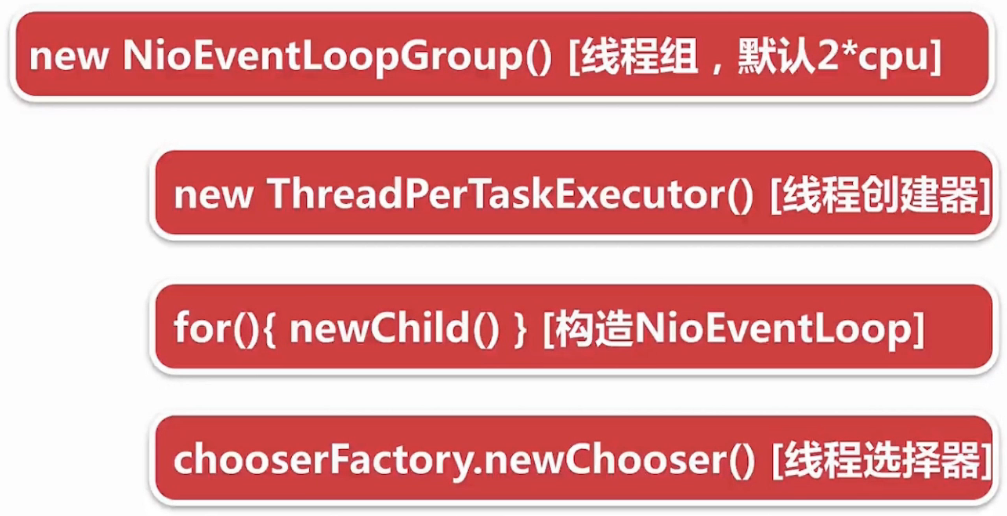 new NioEventLoopGroup() [线程组，默认2*cpu]
new ThreadPerTaskExecutor() [线程创建器]
for(){ newChild() } [构造NioEventLoop]
chooserFactory.newChooser() [线程选择器]